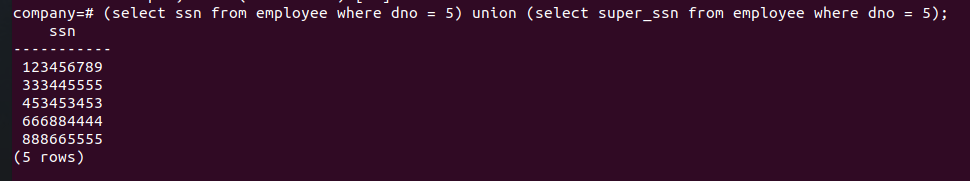 company=# (select ssn from employee where dno = 5) union (select super_ssn from employee where dno = 5);
    ssn
-----------
 123456789
 333445555
 453453453
 666884444
 888665555
(5 rows)